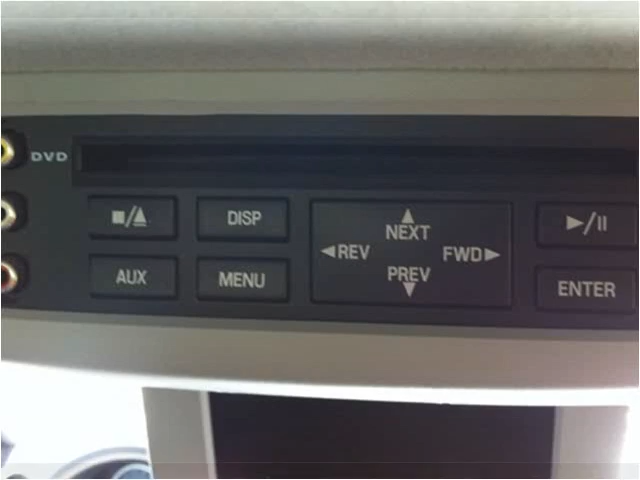 DVD
■/▲ DISP ▲ ▶/II
NEXT
◀REV FWD▶
AUX MENU PREV ENTER
▼